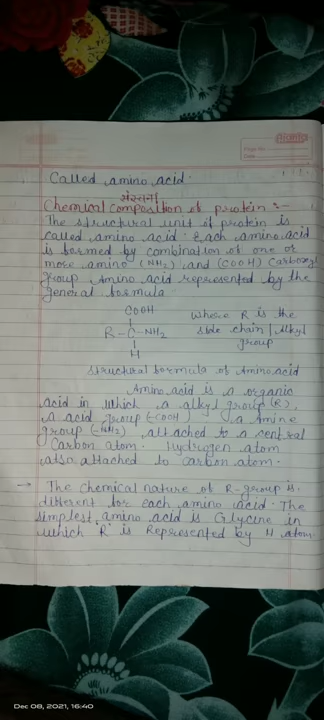 Page No.
Date
Called amino acid.
संरचना
Chemical composition of protein :-
The structural unit of protein is
called amino acid. Each amino acid
is formed by combination of one or
more amino (NH2) and (COOH) Carboxyl
group, Amino acid represented by the
general formula
COOH where R is the
R-C-NH2 side chain | Alkyl
H group
structural formula of Amino acid
Amino acid is a organic
acid in which a alkyl group (R),
a acid group (-COOH), a amine
group (-NH2), attached to a central
Carbon atom. Hydrogen atom
also attached to carbon atom.
→ The Chemical nature of R-group is
different for each amino acid. The
simplest amino acid is Glycine in
which 'R' is Represented by H atom.
Dec 08, 2021, 16:40